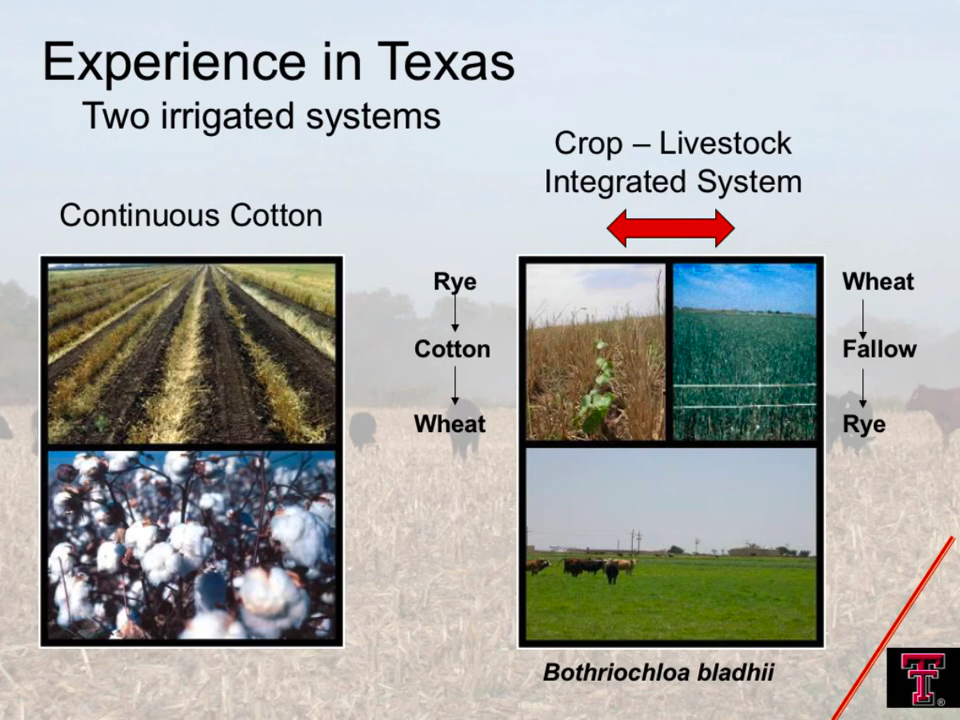 Experience in Texas
Two irrigated systems
Crop – Livestock
Integrated System
Continuous Cotton
Rye
Cotton
Wheat
Wheat
Fallow
Rye
Bothriochloa bladhii
T
®